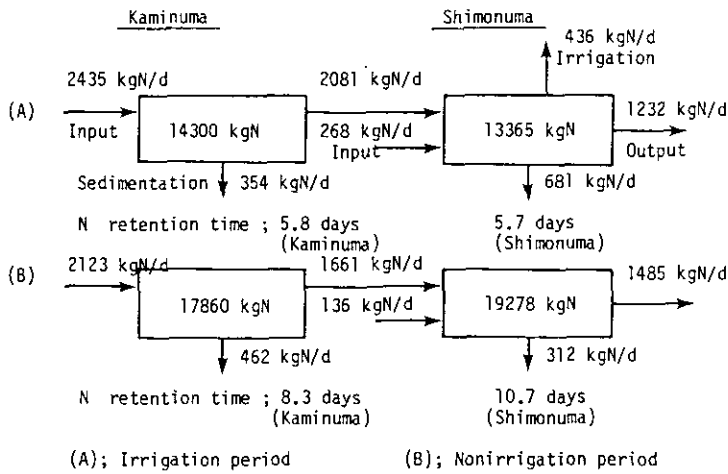 Kaminuma
Shimonuma
436 kgN/d
Irrigation
2435 kgN/d
2081 kgN/d
1232 kgN/d
(A)
Input
14300 kgN
268 kgN/d
Input
13365 kgN
Output
Sedimentation
354 kgN/d
681 kgN/d
N retention time ; 5.8 days
(Kaminuma)
5.7 days
(Shimonuma)
2123 kgN/d
1661 kgN/d
1485 kgN/d
(B)
17860 kgN
136 kgN/d
19278 kgN
462 kgN/d
312 kgN/d
N retention time ; 8.3 days
(Kaminuma)
10.7 days
(Shimonuma)
(A); Irrigation period
(B); Nonirrigation period